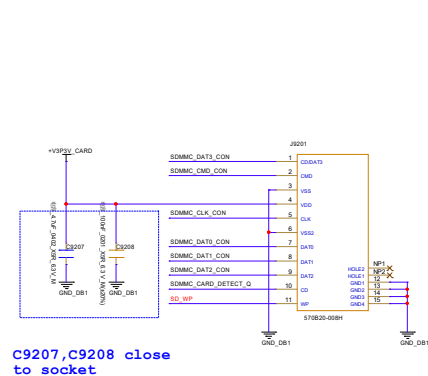 J9201
+V3P3V_CARD
SDMMC_DAT3_CON 1 CD/DAT3
SDMMC_CMD_CON 2 CMD
3 VSS
4 VDD
SDMMC_CLK_CON 5 CLK
6 VSS2
SDMMC_DAT0_CON 7 DAT0
SDMMC_DAT1_CON 8 DAT1
SDMMC_DAT2_CON 9 DAT2
SDMMC_CARD_DETECT_Q 10 CD
SD_WP 11 WP
C9207
C9208
HOLE2 NP1
HOLE1 NP2
GND1 12
GND2 13
GND3 14
GND4 15
GND_DB1
GND_DB1
570B20-008H
GND_DB1
GND_DB1
C9207,C9208 close
to socket